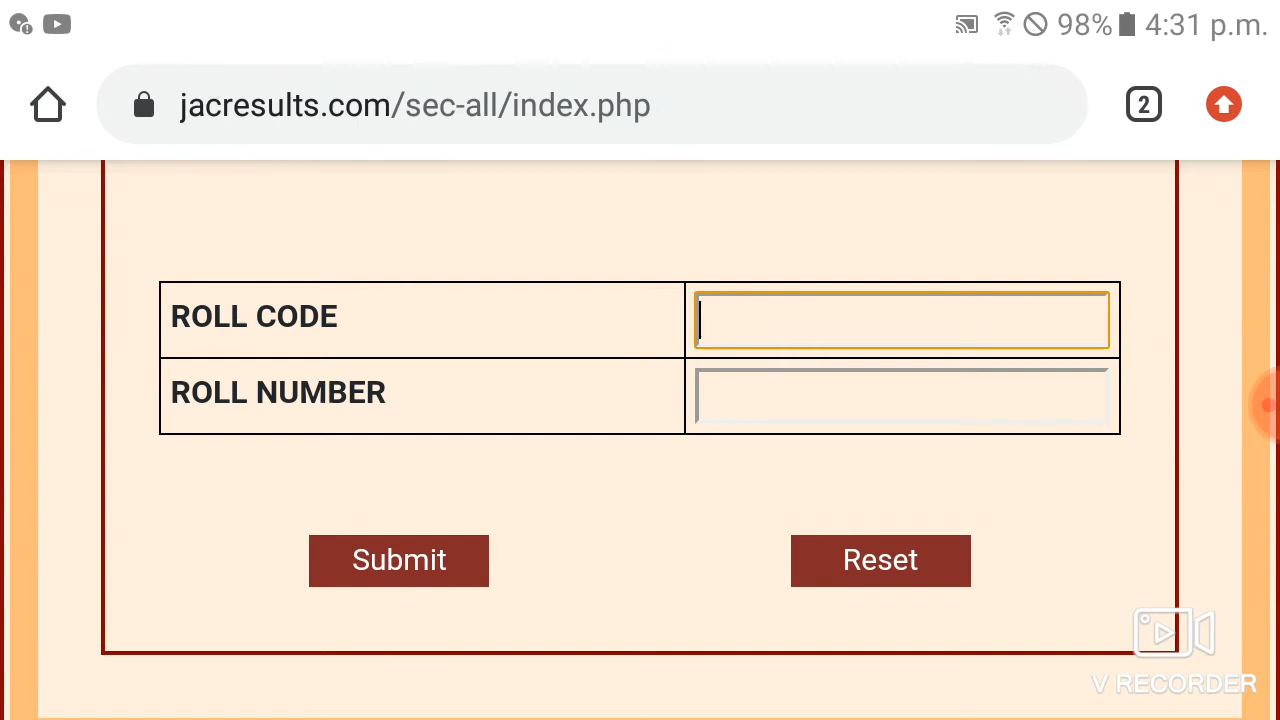 98% 4:31 p.m.
jacresults.com/sec-all/index.php
2
ROLL CODE
ROLL NUMBER
Submit Reset
V RECORDER